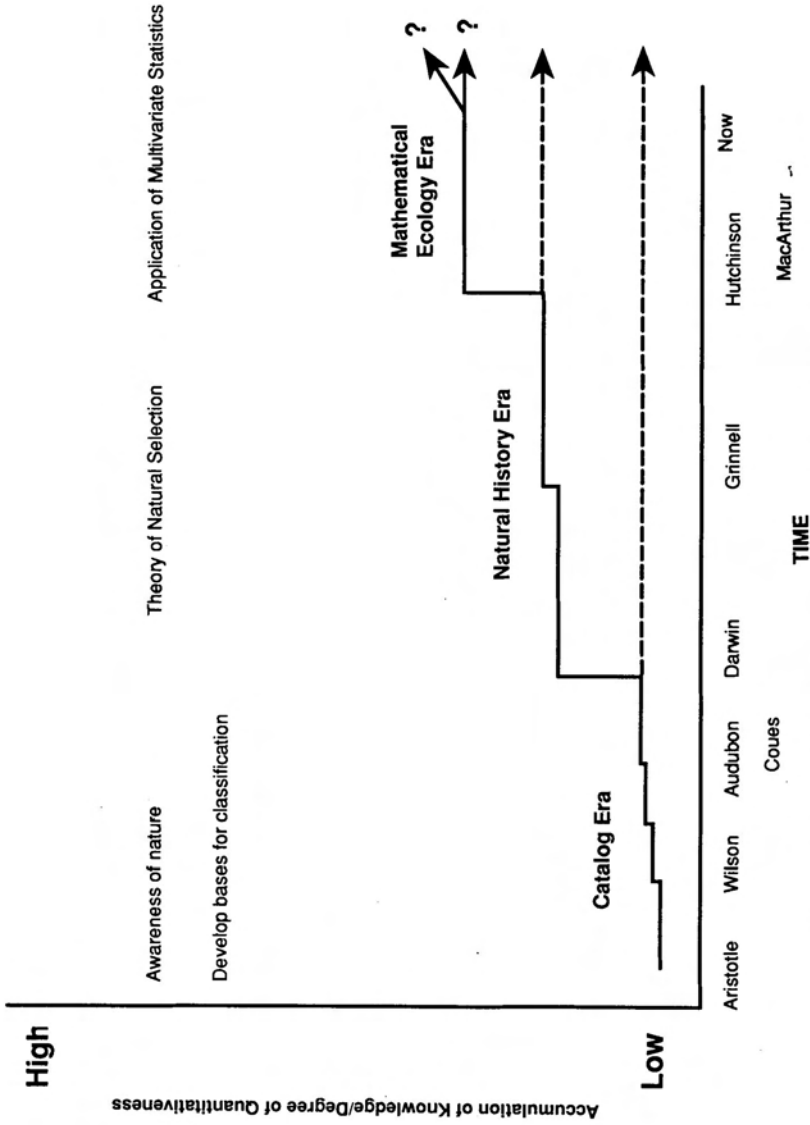 High
Accumulation of Knowledge/Degree of Quantitativeness
Low
Awareness of nature
Develop bases for classification
Theory of Natural Selection
Application of Multivariate Statistics
Catalog Era
Natural History Era
Mathematical
Ecology Era
?
?
Aristotle
Wilson
Audubon
Darwin
Grinnell
Hutchinson
Now
Coues
MacArthur
TIME